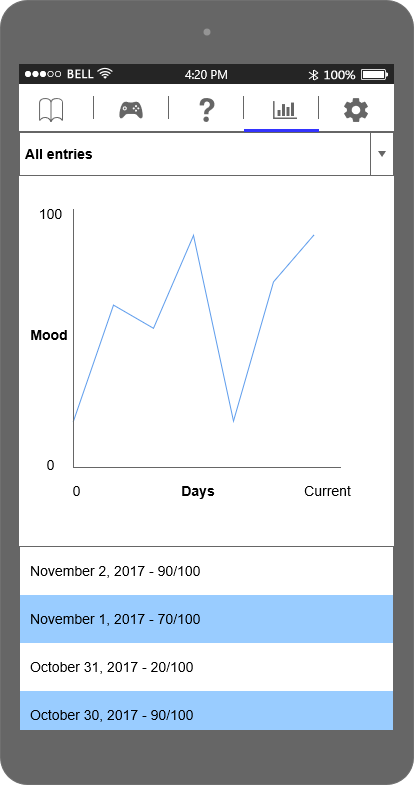 BELL 4:20 PM 100%
?
All entries
100
Mood
0
0 Days Current
November 2, 2017 - 90/100
November 1, 2017 - 70/100
October 31, 2017 - 20/100
October 30, 2017 - 90/100